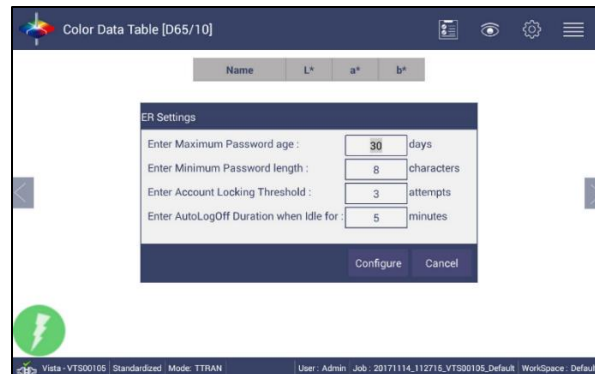 Color Data Table [D65/10]
Name L* a* b*
ER Settings
Enter Maximum Password age : 30 days
Enter Minimum Password length : 8 characters
Enter Account Locking Threshold : 3 attempts
Enter AutoLogOff Duration when Idle for : 5 minutes
Configure Cancel
Vista - VTS00105 Standardized Mode: TTRAN User : Admin Job : 20171114_112715_VTS00105_Default WorkSpace : Defaul